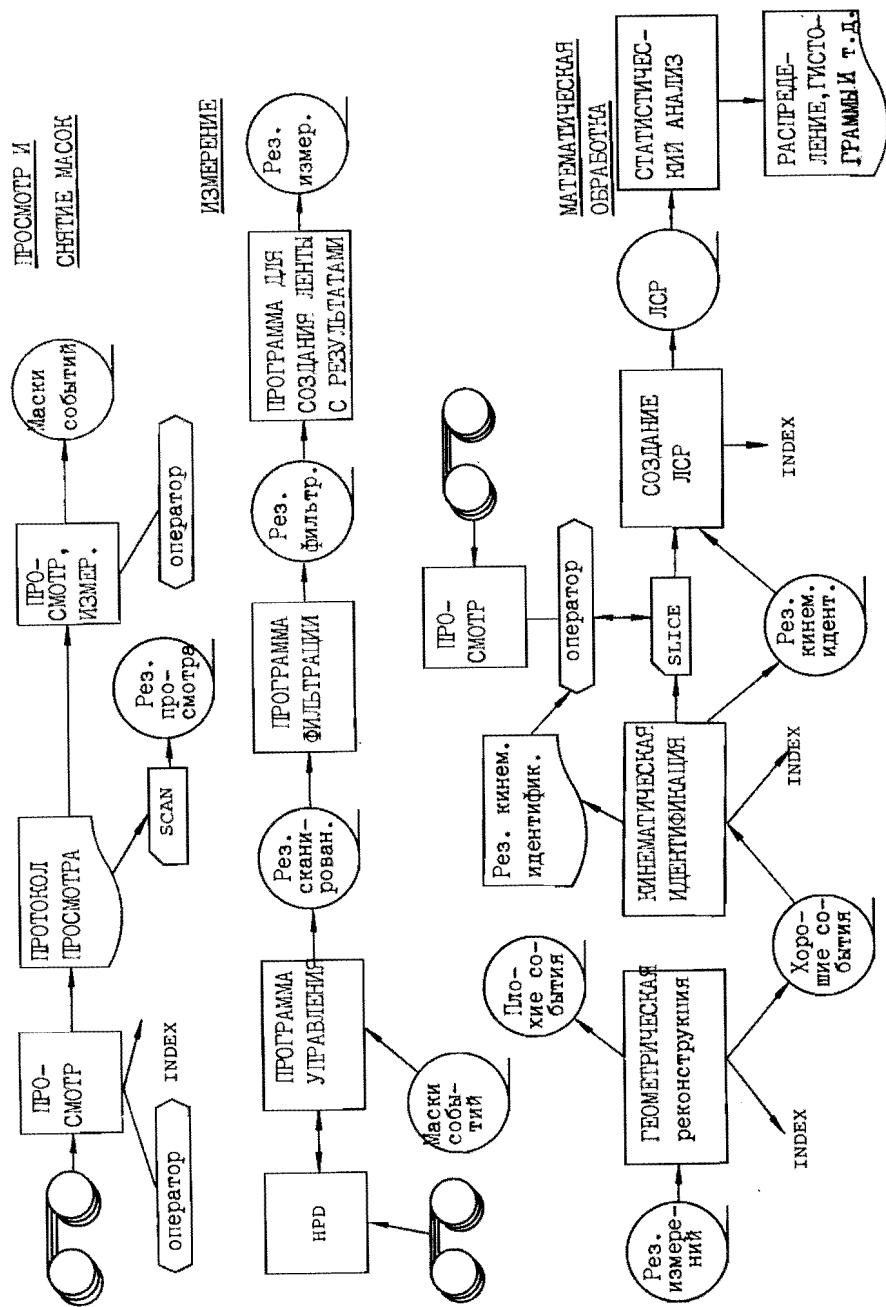 ПРОСМОТР И
СНЯТИЕ МАСОК
ПРО-
СМОТР
оператор
INDEX
ПРОТОКОЛ
ПРОСМОТРА
SCAN
Рез.
про-
смотра
ПРО-
СМОТР,
ИЗМЕР.
оператор
Маски
событий
ИЗМЕРЕНИЕ
HPD
ПРОГРАММА
УПРАВЛЕНИЯ
Маски
собы-
тий
Рез.
скани-
рован.
ПРОГРАММА
ФИЛЬТРАЦИИ
Рез.
фильтр.
ПРОГРАММА ДЛЯ
СОЗДАНИЯ ЛЕНТЫ
С РЕЗУЛЬТАТАМИ
Рез.
измер.
МАТЕМАТИЧЕСКАЯ
ОБРАБОТКА
Рез.
измере-
ний
ГЕОМЕТРИЧЕСКАЯ
реконструкция
INDEX
Пло-
хие со-
бытия
Хоро-
шие со-
бытия
КИНЕМАТИЧЕСКАЯ
ИДЕНТИФИКАЦИЯ
INDEX
Рез. кинем.
идентифик.
ПРО-
СМОТР
оператор
SLICE
Рез.
кинем.
идент.
СОЗДАНИЕ
ЛСР
INDEX
ЛСР
СТАТИСТИЧЕС-
КИЙ АНАЛИЗ
РАСПРЕДЕ-
ЛЕНИЕ,ГИСТО-
ГРАММЫ И т.д.